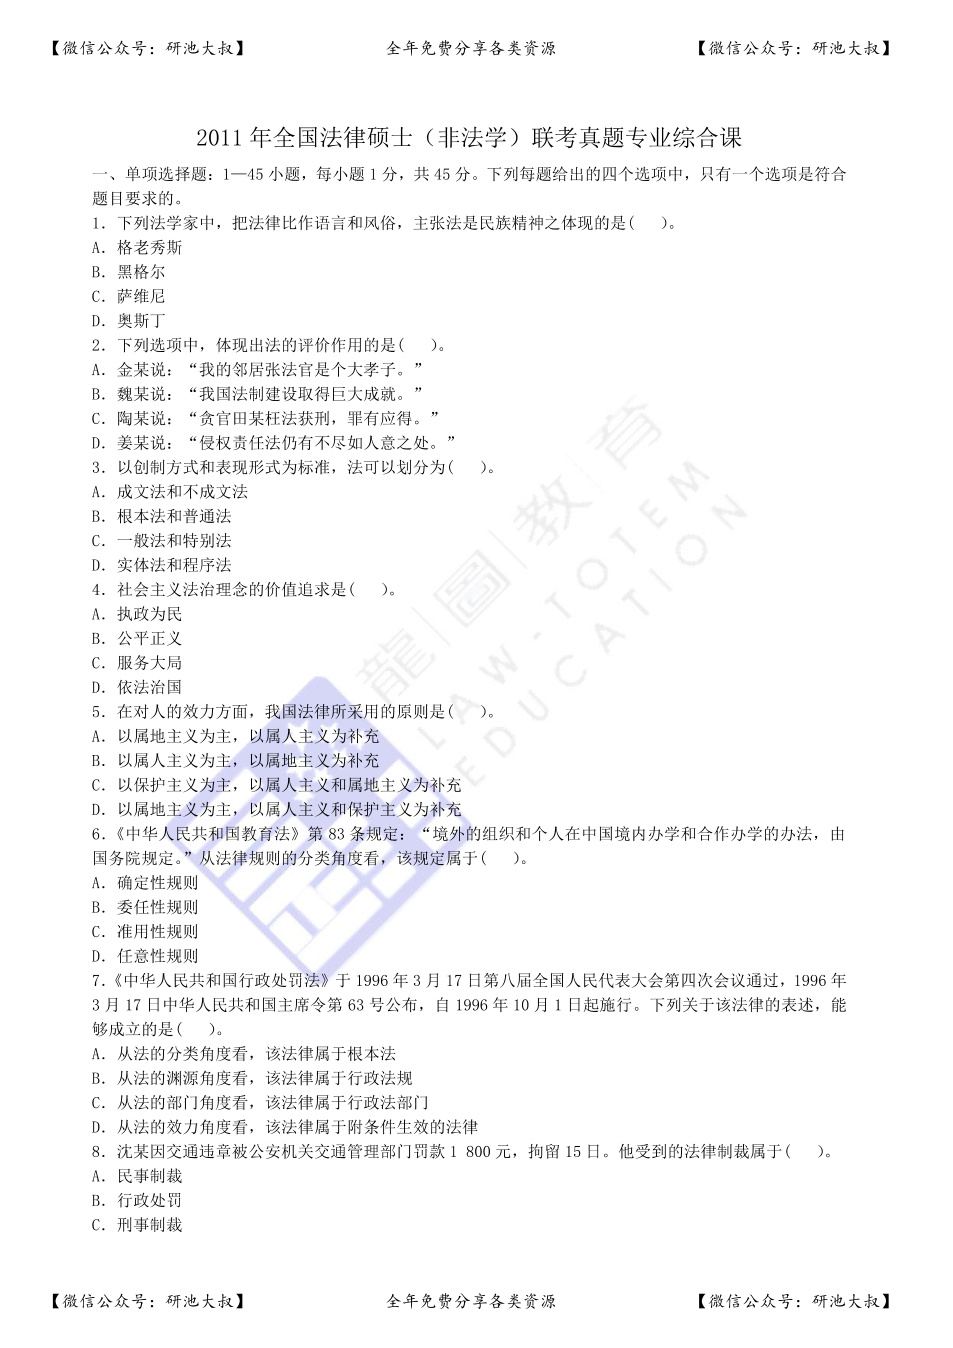 【微信公众号：研池大叔】 全年免费分享各类资源 【微信公众号：研池大叔】
2011 年全国法律硕士（非法学）联考真题专业综合课
一、单项选择题：1—45 小题，每小题 1 分，共 45 分。下列每题给出的四个选项中，只有一个选项是符合
题目要求的。
1．下列法学家中，把法律比作语言和风俗，主张法是民族精神之体现的是(   )。
A．格老秀斯
B．黑格尔
C．萨维尼
D．奥斯丁
2．下列选项中，体现出法的评价作用的是(   )。
A．金某说：“我的邻居张法官是个大孝子。”
B．魏某说：“我国法制建设取得巨大成就。”
C．陶某说：“贪官田某枉法获刑，罪有应得。”
D．姜某说：“侵权责任法仍有不尽如人意之处。”
3．以创制方式和表现形式为标准，法可以划分为(   )。
A．成文法和不成文法
B．根本法和普通法
C．一般法和特别法
D．实体法和程序法
4．社会主义法治理念的价值追求是(   )。
A．执政为民
B．公平正义
C．服务大局
D．依法治国
5．在对人的效力方面，我国法律所采用的原则是(   )。
A．以属地主义为主，以属人主义为补充
B．以属人主义为主，以属地主义为补充
C．以保护主义为主，以属人主义和属地主义为补充
D．以属地主义为主，以属人主义和保护主义为补充
6.《中华人民共和国教育法》第 83 条规定：“境外的组织和个人在中国境内办学和合作办学的办法，由
国务院规定。”从法律规则的分类角度看，该规定属于(   )。
A．确定性规则
B．委任性规则
C．准用性规则
D．任意性规则
7.《中华人民共和国行政处罚法》于 1996 年 3 月 17 日第八届全国人民代表大会第四次会议通过，1996 年
3 月 17 日中华人民共和国主席令第 63 号公布，自 1996 年 10 月 1 日起施行。下列关于该法律的表述，能
够成立的是(   )。
A．从法的分类角度看，该法律属于根本法
B．从法的渊源角度看，该法律属于行政法规
C．从法的部门角度看，该法律属于行政法部门
D．从法的效力角度看，该法律属于附条件生效的法律
8．沈某因交通违章被公安机关交通管理部门罚款 1 800 元，拘留 15 日。他受到的法律制裁属于(   )。
A．民事制裁
B．行政处罚
C．刑事制裁
龍|圖|教|育
LAW-TOTEM
EDUCATION
【微信公众号：研池大叔】 全年免费分享各类资源 【微信公众号：研池大叔】